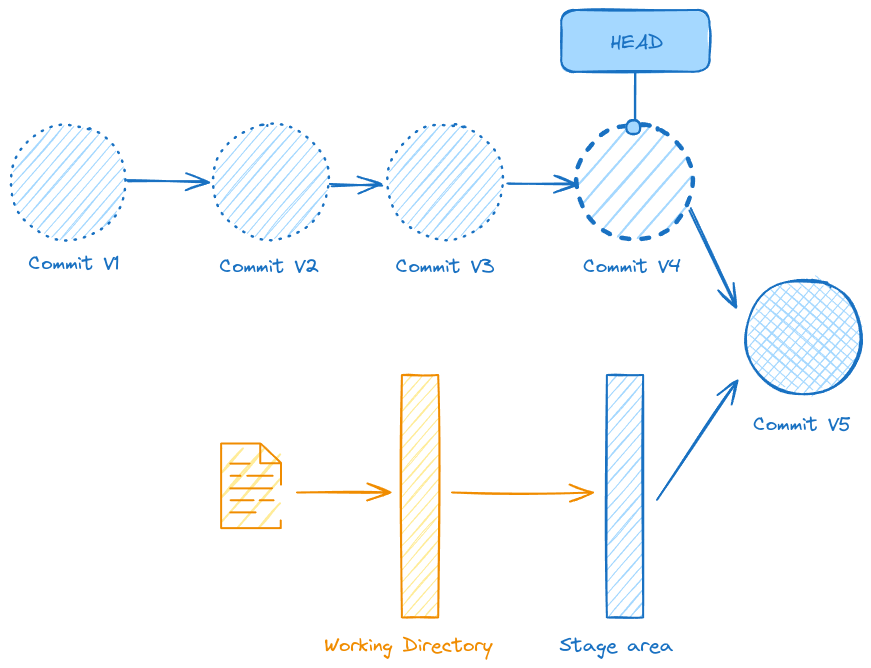 HEAD
Commit V1
Commit V2
Commit V3
Commit V4
Commit V5
Working Directory
Stage area